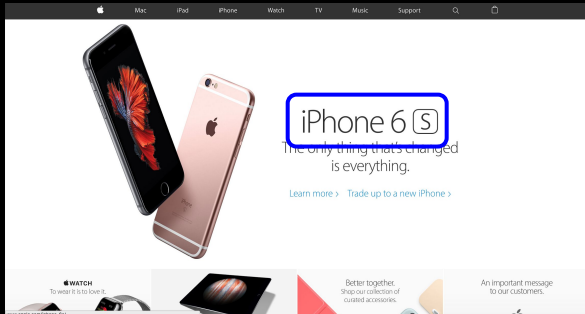 Mac iPad iPhone Watch TV Music Support
iPhone 6 S
The only thing that's changed
is everything.
Learn more > Trade up to a new iPhone >
WATCH
To wear it is to love it.
Better together.
Shop our collection of
curated accessories.
An important message
to our customers.